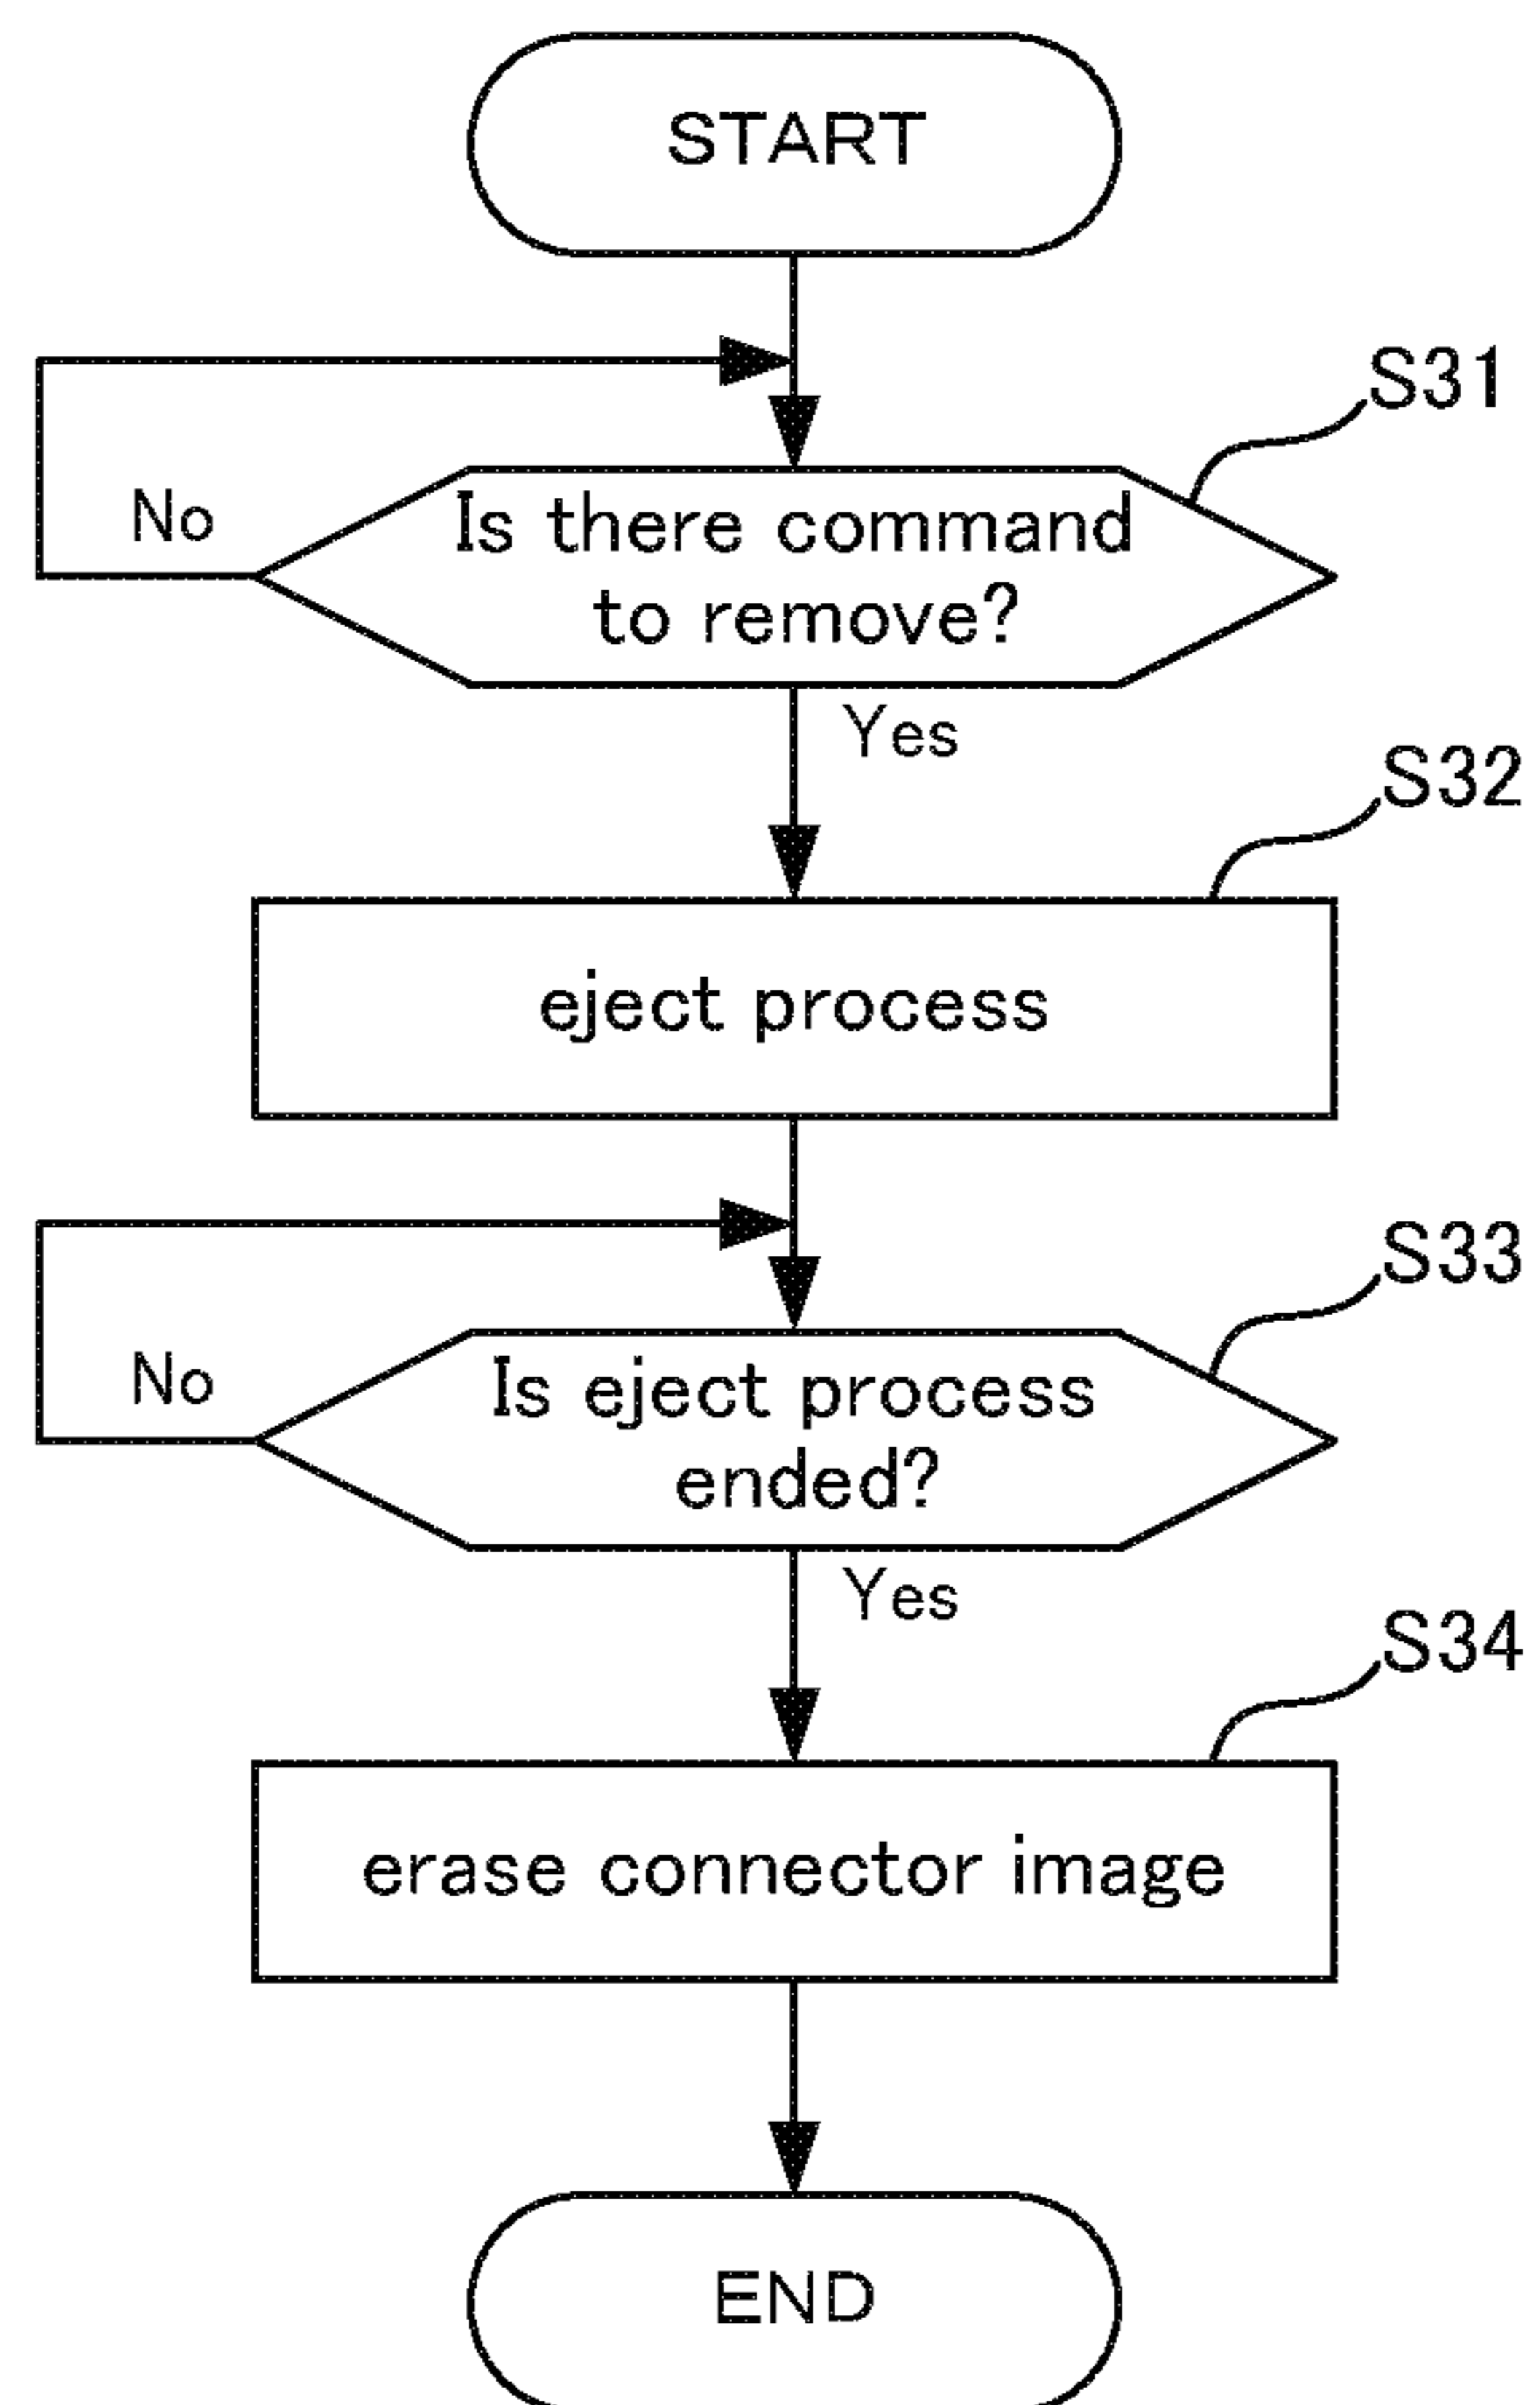 START
S31
No
Is there command
to remove?
Yes
S32
eject process
S33
No
Is eject process
ended?
Yes
S34
erase connector image
END